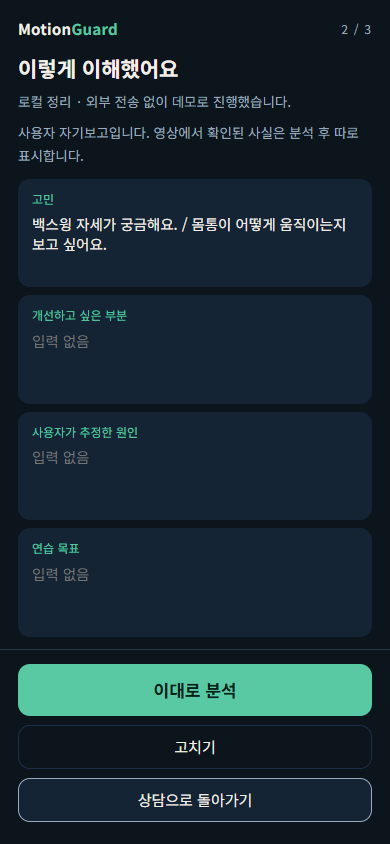 MotionGuard
2 / 3
이렇게 이해했어요
로컬 정리 · 외부 전송 없이 데모로 진행했습니다.
사용자 자기보고입니다. 영상에서 확인된 사실은 분석 후 따로
표시합니다.
고민
백스윙 자세가 궁금해요. / 몸통이 어떻게 움직이는지
보고 싶어요.
개선하고 싶은 부분
입력 없음
사용자가 추정한 원인
입력 없음
연습 목표
입력 없음
이대로 분석
고치기
상담으로 돌아가기